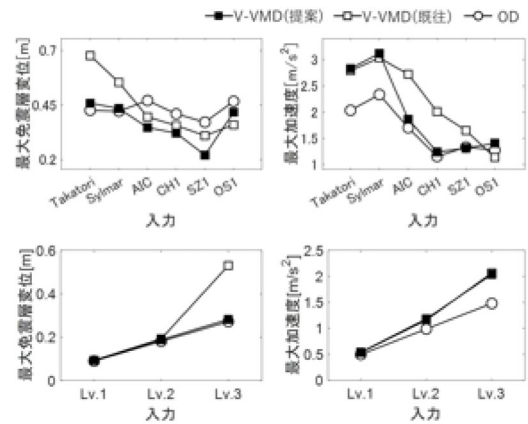 V-VMD(提案) V-VMD(既往) OD
最大免震層変位[m]
0.7
0.45
0.2
Takatori Sylmar AIC CH1 SZ1 OS1
入力
最大加速度[m/s²]
3
2.5
2
1.5
1
Takatori Sylmar AIC CH1 SZ1 OS1
入力
最大免震層変位[m]
0.6
0.4
0.2
0
Lv.1 Lv.2 Lv.3
入力
最大加速度[m/s²]
2.5
2
1.5
1
0.5
0
Lv.1 Lv.2 Lv.3
入力